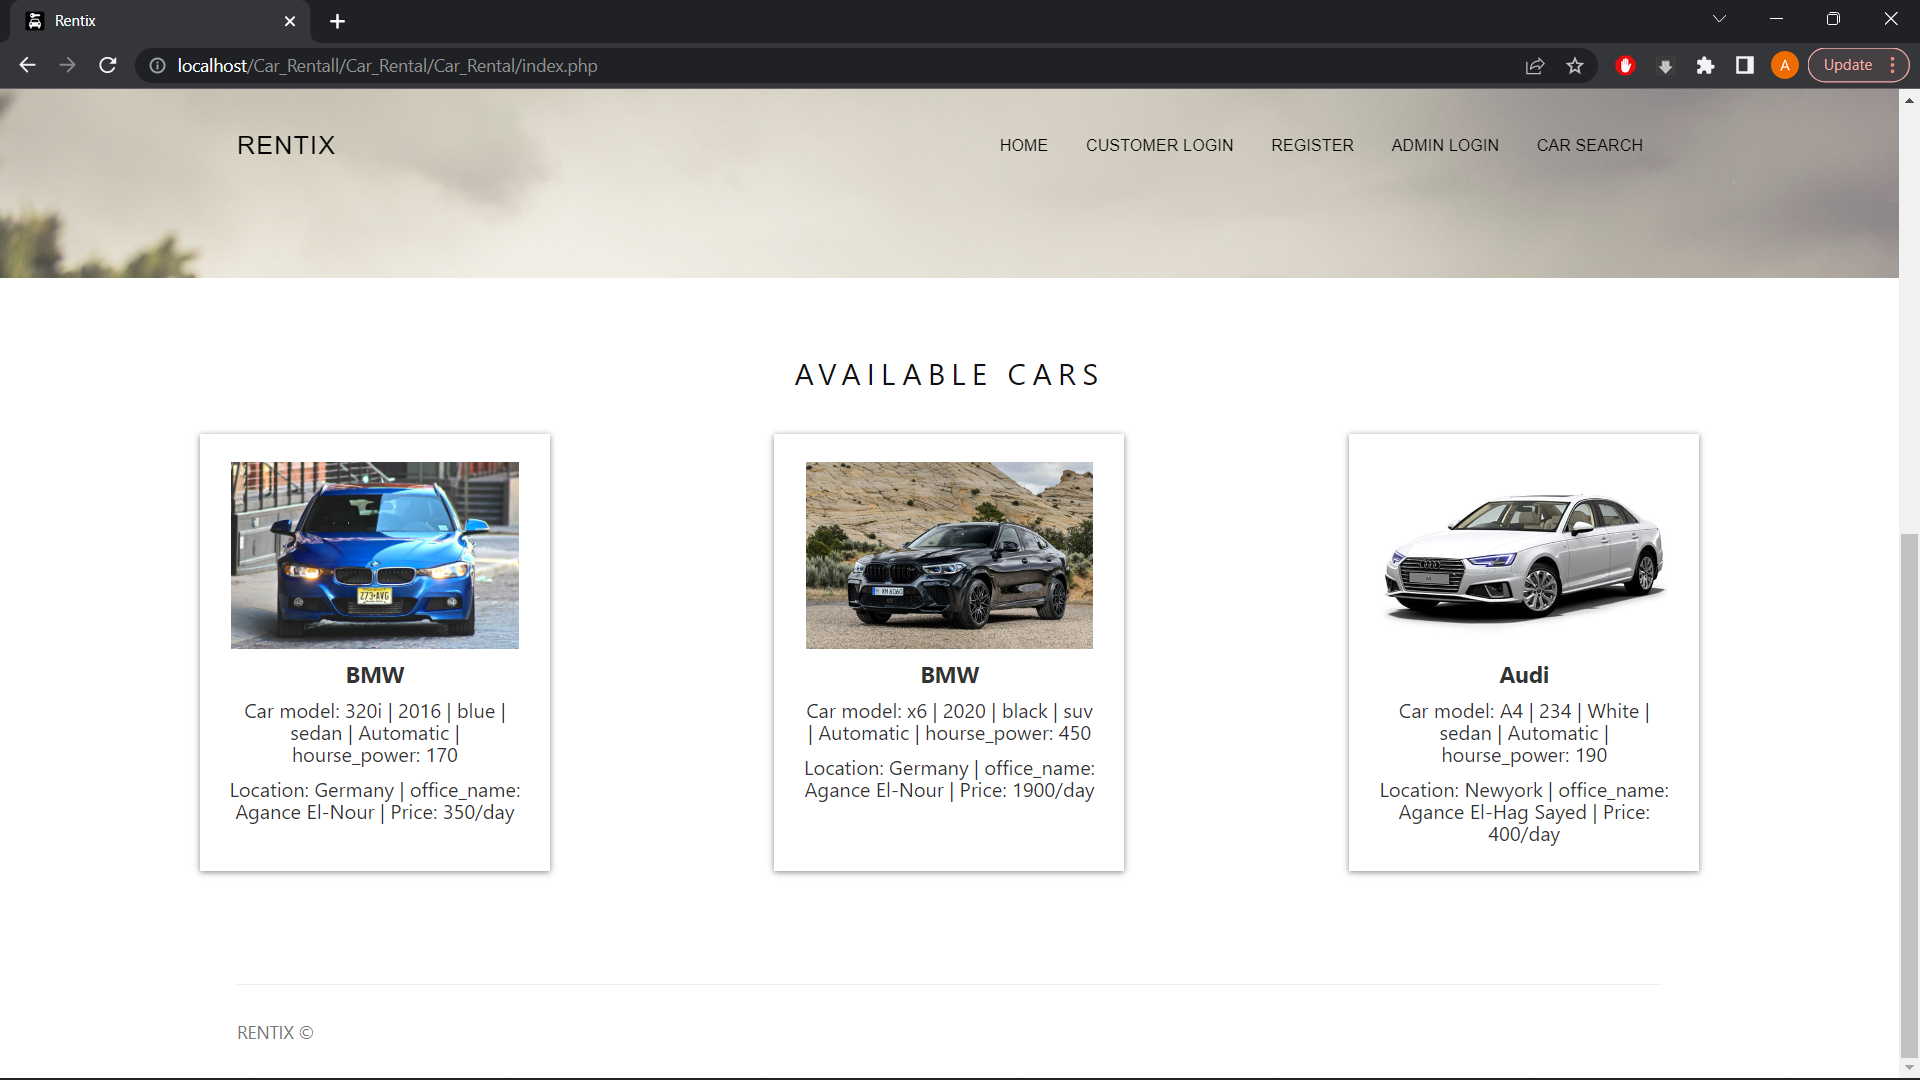 Rentix
localhost/Car_Rentall/Car_Rental/Car_Rental/index.php
A
Update
RENTIX
HOME CUSTOMER LOGIN REGISTER ADMIN LOGIN CAR SEARCH
AVAILABLE CARS
Z73 AVG
BMW
Car model: 320i | 2016 | blue |
sedan | Automatic |
hourse_power: 170
Location: Germany | office_name:
Agance El-Nour | Price: 350/day
BMW
Car model: x6 | 2020 | black | suv
| Automatic | hourse_power: 450
Location: Germany | office_name:
Agance El-Nour | Price: 1900/day
Audi
Car model: A4 | 234 | White |
sedan | Automatic |
hourse_power: 190
Location: Newyork | office_name:
Agance El-Hag Sayed | Price:
400/day
RENTIX ©